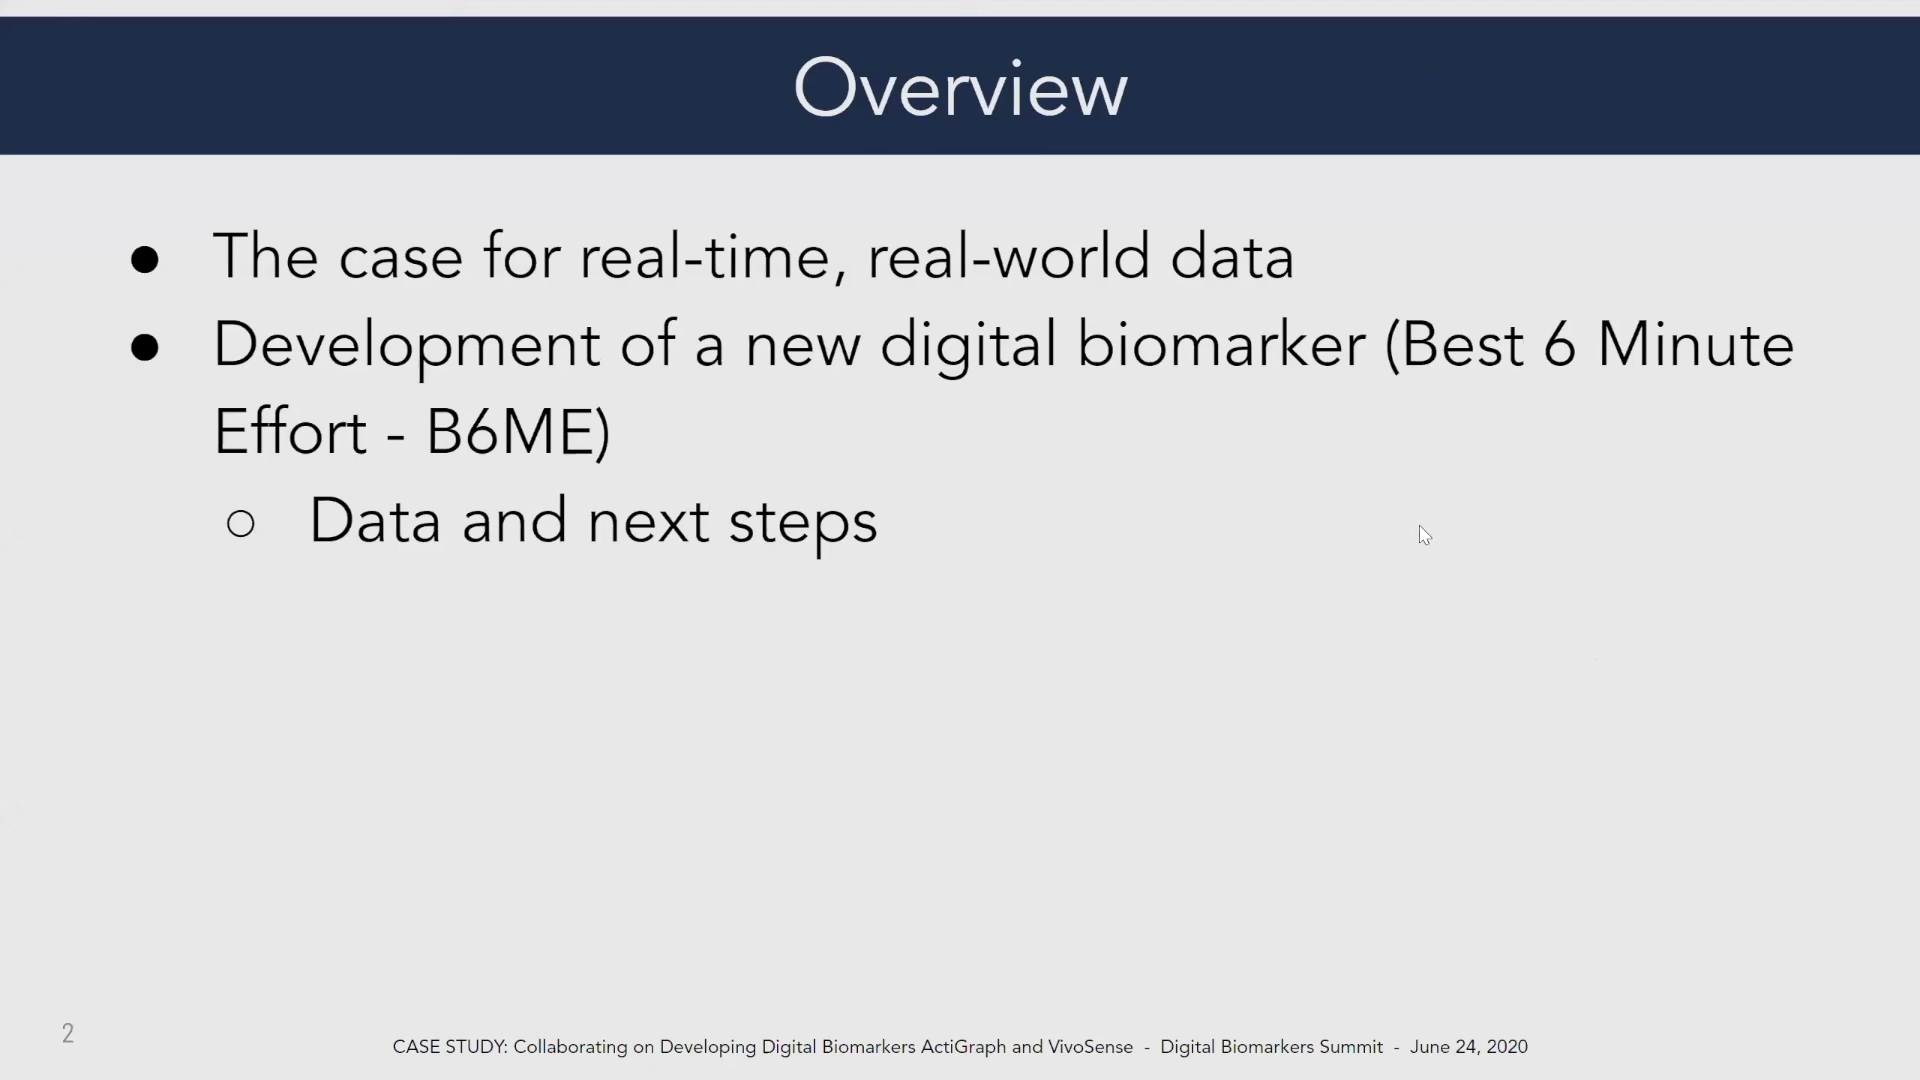 Overview
● The case for real-time, real-world data
● Development of a new digital biomarker (Best 6 Minute
Effort - B6ME)
○ Data and next steps
2
CASE STUDY: Collaborating on Developing Digital Biomarkers ActiGraph and VivoSense - Digital Biomarkers Summit - June 24, 2020